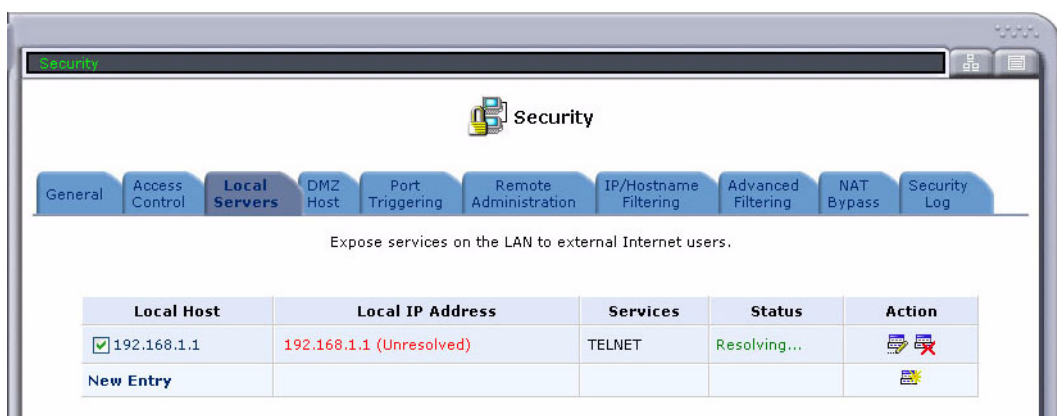 Security
Security
General
Access Control
Local Servers
DMZ Host
Port Triggering
Remote Administration
IP/Hostname Filtering
Advanced Filtering
NAT Bypass
Security Log
Expose services on the LAN to external Internet users.
Local Host Local IP Address Services Status Action
192.168.1.1 192.168.1.1 (Unresolved) TELNET Resolving...
New Entry